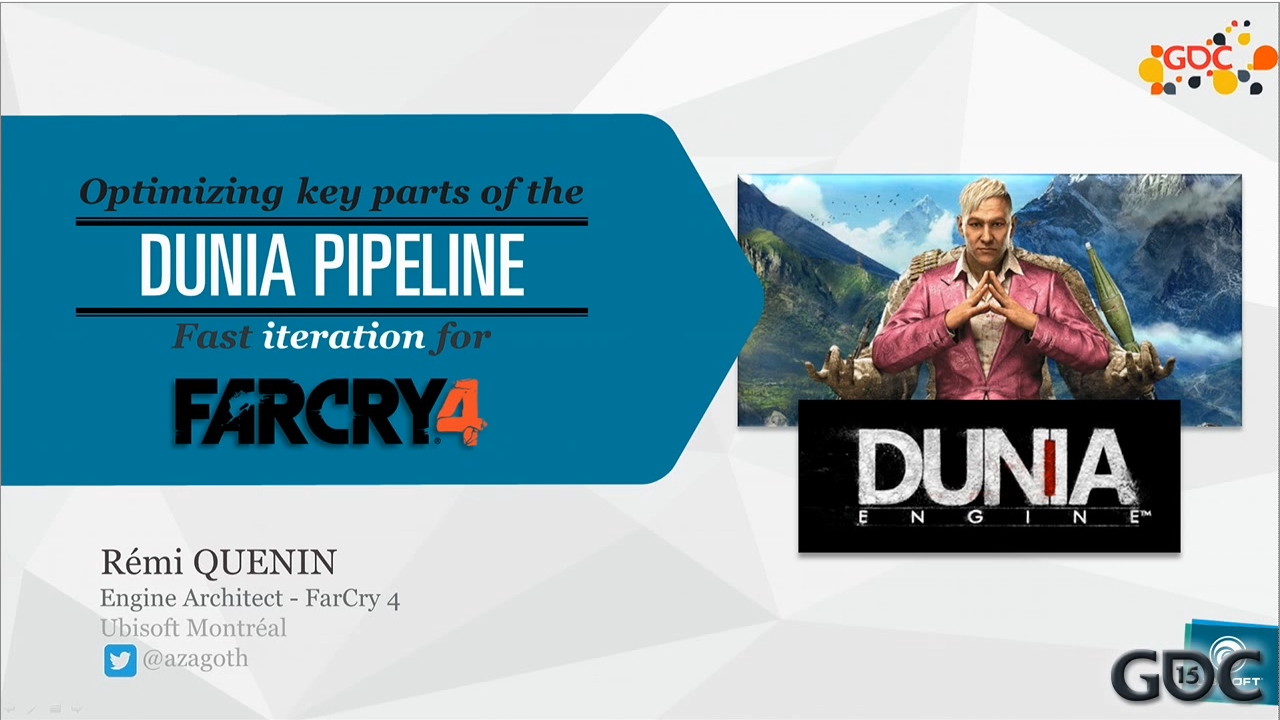 GDC
Optimizing key parts of the
DUNIA PIPELINE
Fast iteration for
FARCRY4
DUNIA
ENGINE™
Rémi QUENIN
Engine Architect - FarCry 4
Ubisoft Montréal
@azagoth
GDC
15